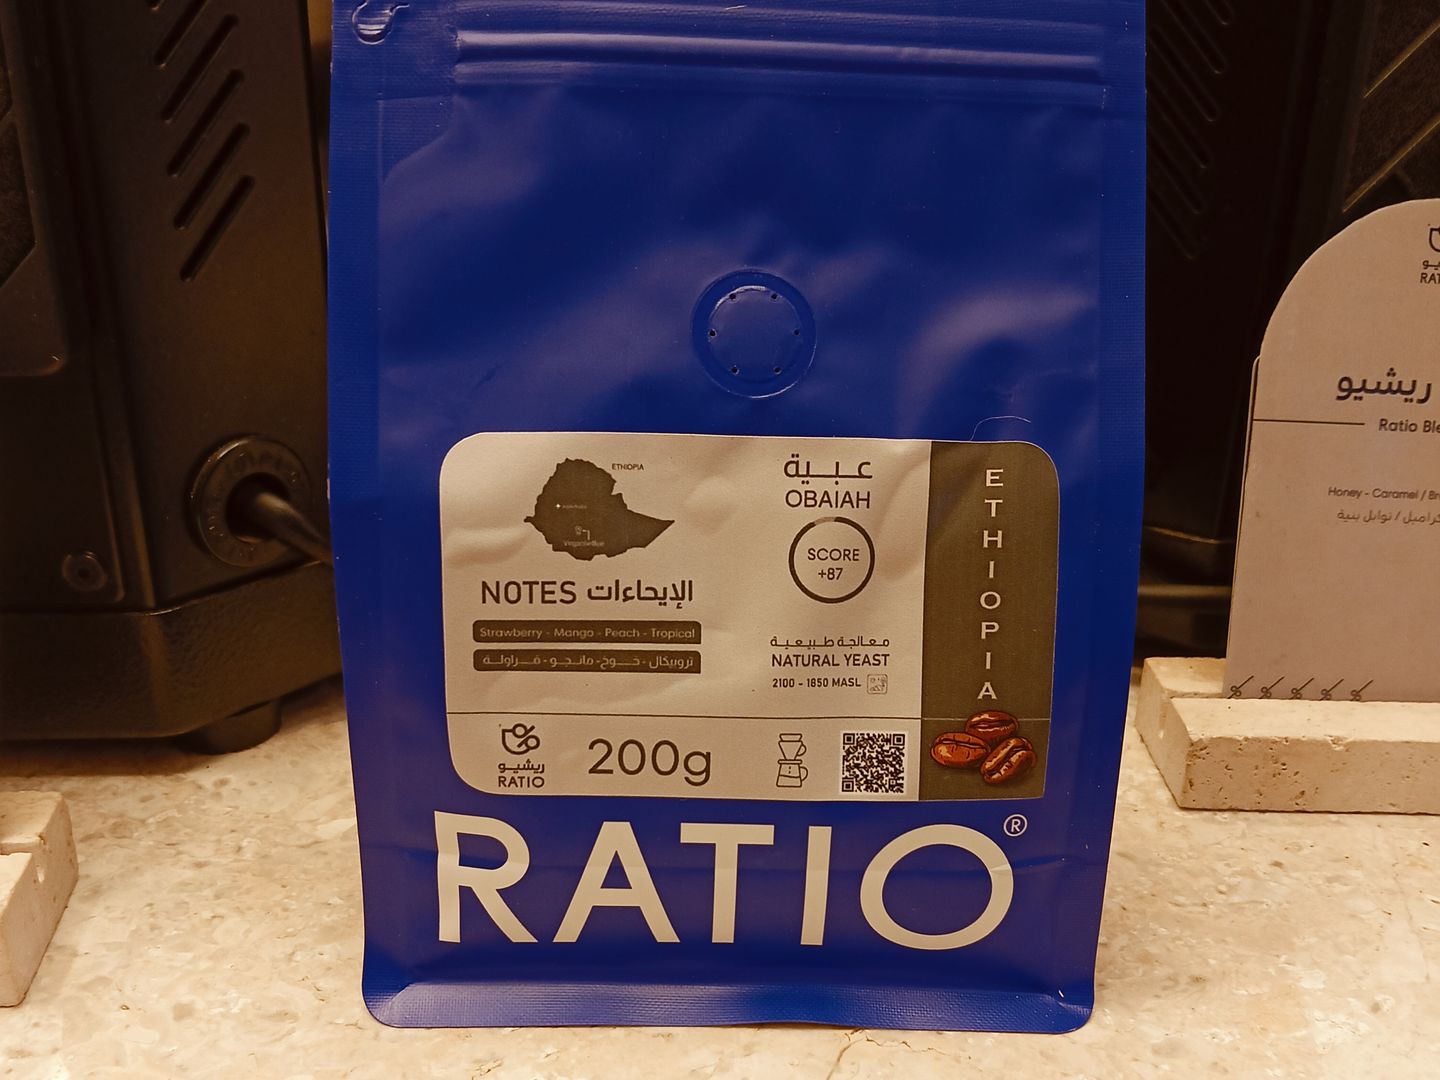 ETHIOPIA
NOTES الإيحاءات
Strawberry - Mango - Peach - Tropical
تروبيكال - خوخ - مانجو - فراولة
عبية
OBAIAH
SCORE
+87
معالجة طبيعية
NATURAL YEAST
2100 - 1850 MASL
ETHIOPIA
ريشيو
RATIO
200g
RATIO®
ريشيو
Ratio
Honey - Caramel /